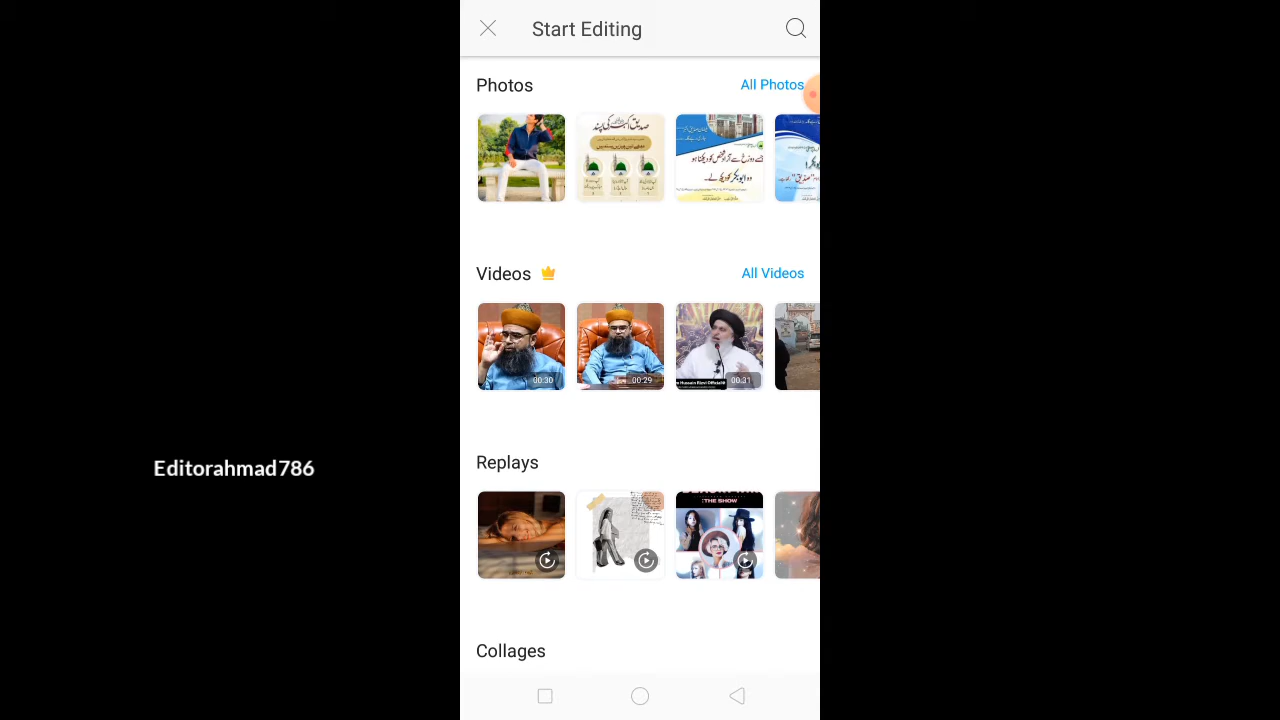 Start Editing
Photos
All Photos
Videos
All Videos
00:30
00:29
00:31
Editorahmad786
Replays
:THE SHOW
Collages